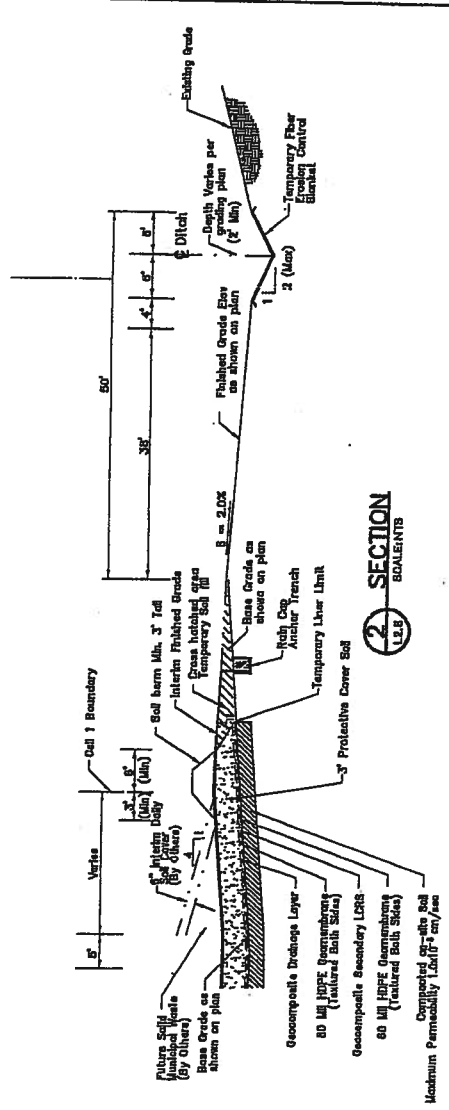 50'
38'
4'
6'
Varies
5'
3'
(Min)
6'
(Min)
Cell 1 Boundary
Soil berm Min. 3' Tall
Interim Finished Grade
Cross hatched area
Temporary Soil fill
S = 2.0%
Base Grade as
shown on plan
Rain Cap
Anchor Trench
Temporary Liner Limit
3' Protective Cover Soil
Finished Grade Elev
as shown on plan
Ditch
Depth Varies per
grading plan
(2' Min)
1
2 (Max)
Existing Grade
Temporary Fiber
Erosion Control
Blanket
6" Interim Daily
Soil Cover
(By Others)
4
1
Future Solid
Municipal Waste
(By Others)
Base Grade as
shown on plan
Geocomposite Drainage Layer
60 Mil HDPE Geomembrane
(Textured Both Sides)
Geocomposite Secondary LCRS
60 Mil HDPE Geomembrane
(Textured Both Sides)
Compacted on-site Soil
Maximum Permeability
cm/sec
2 SECTION
SCALE: NTS